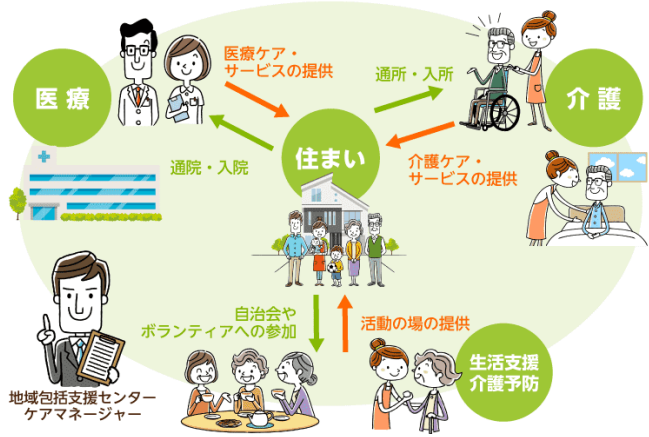 医療
医療ケア・
サービスの提供
通所・入所
介護
住まい
通院・入院
介護ケア・
サービスの提供
自治会や
ボランティアへの参加
活動の場の提供
生活支援
介護予防
地域包括支援センター
ケアマネージャー